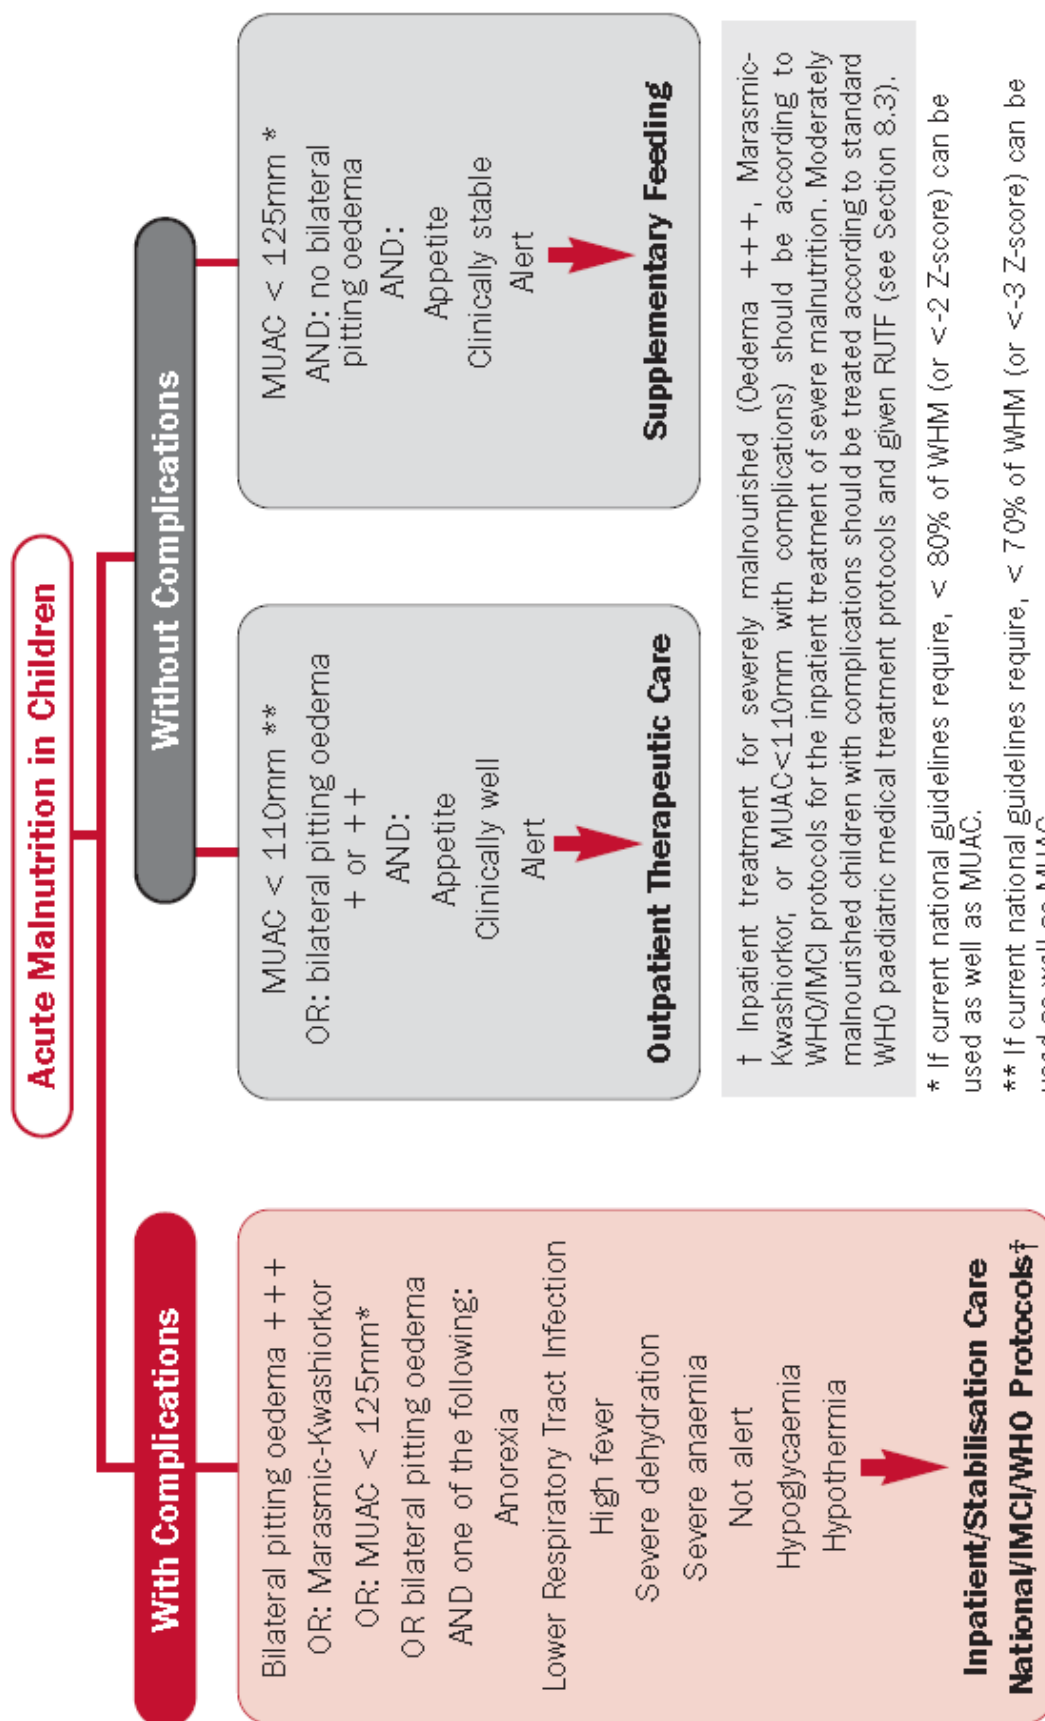 Acute Malnutrition in Children
With Complications
Bilateral pitting oedema +++
OR: Marasmic-Kwashiorkor
OR: MUAC < 125mm*
OR bilateral pitting oedema
AND one of the following:
Anorexia
Lower Respiratory Tract Infection
High fever
Severe dehydration
Severe anaemia
Not alert
Hypoglycaemia
Hypothermia
Inpatient/Stabilisation Care
National/IMCI/WHO Protocols†
Without Complications
MUAC < 110mm **
OR: bilateral pitting oedema
+ or ++
AND:
Appetite
Clinically well
Alert
Outpatient Therapeutic Care
MUAC < 125mm *
AND: no bilateral
pitting oedema
AND:
Appetite
Clinically stable
Alert
Supplementary Feeding
† Inpatient treatment for severely malnourished (Oedema +++, Marasmic-
Kwashiorkor, or MUAC<110mm with complications) should be according to
WHO/IMCI protocols for the inpatient treatment of severe malnutrition. Moderately
malnourished children with complications should be treated according to standard
WHO paediatric medical treatment protocols and given RUTF (see Section 8.3).
* If current national guidelines require, < 80% of WHM (or <-2 Z-score) can be
used as well as MUAC.
** If current national guidelines require, < 70% of WHM (or <-3 Z-score) can be
used as well as MUAC